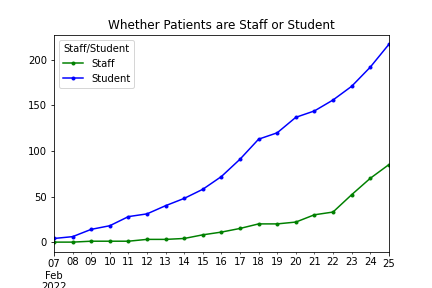 Whether Patients are Staff or Student
Staff/Student
Staff
Student
200
150
100
50
0
07 08 09 10 11 12 13 14 15 16 17 18 19 20 21 22 23 24 25
Feb
2022